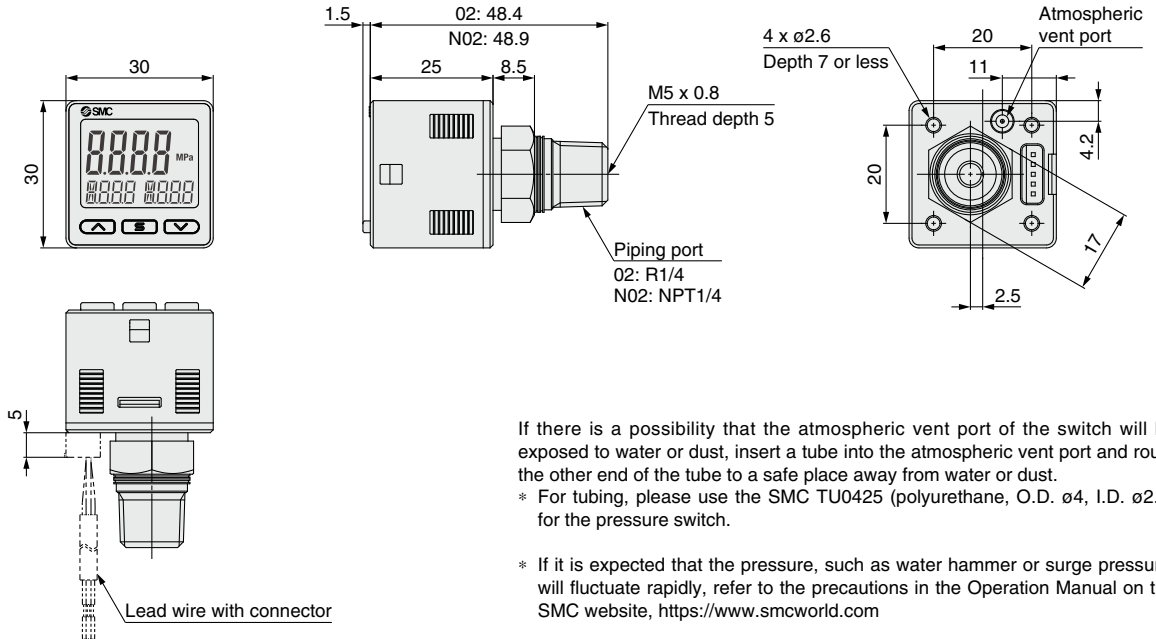 1.5
02: 48.4
N02: 48.9
25
8.5
M5 x 0.8
Thread depth 5
Piping port
02: R1/4
N02: NPT1/4
30
30
SMC
8.8.8.8
MPa
S
4 x ø2.6
Depth 7 or less
20
Atmospheric
vent port
11
4.2
20
17
2.5
5
Lead wire with connector
If there is a possibility that the atmospheric vent port of the switch will
exposed to water or dust, insert a tube into the atmospheric vent port and
the other end of the tube to a safe place away from water or dust.
* For tubing, please use the SMC TU0425 (polyurethane, O.D. ø4, I.D.
for the pressure switch.
* If it is expected that the pressure, such as water hammer or surge
will fluctuate rapidly, refer to the precautions in the Operation Manual on
SMC website, https://www.smcworld.com